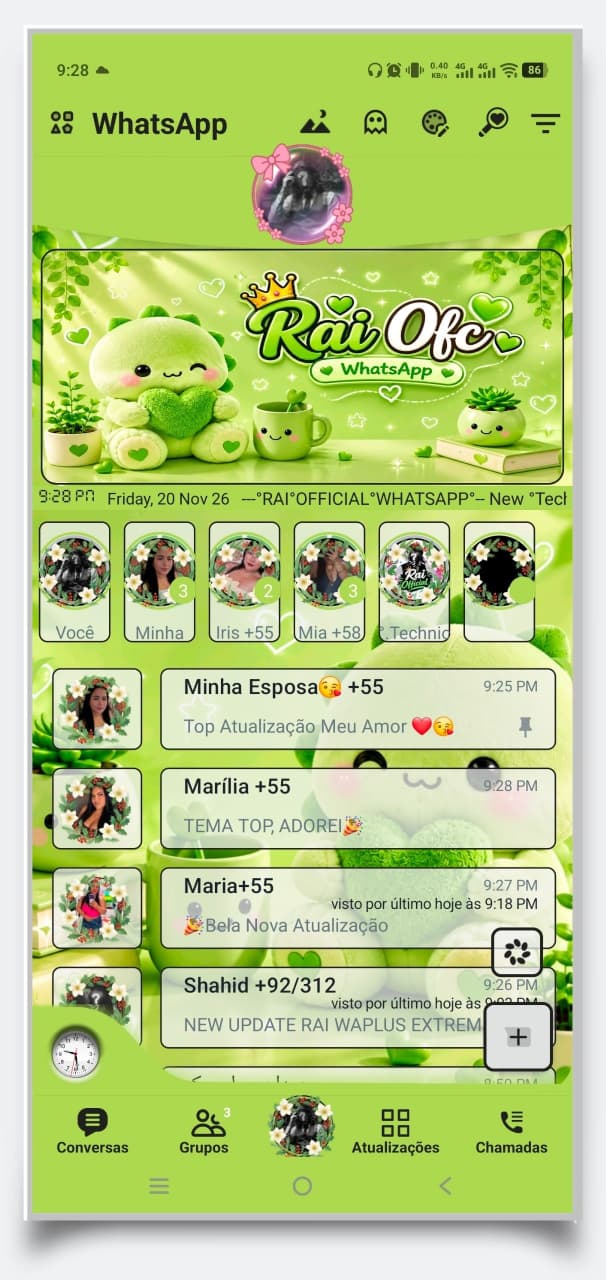 9:28
0.40 KB/s 4G 4G 86
WhatsApp
Rai Ofc
WhatsApp
9:28 PM Friday, 20 Nov 26 ---°RAI°OFFICIAL°WHATSAPP°-- New °Tech
3 2 3 Rai Official
Você Minha Iris +55 Mia +58 °.Technic
Minha Esposa😘 +55 9:25 PM
Top Atualização Meu Amor ❤️😘
Marília +55 9:28 PM
TEMA TOP, ADOREI🎉
Maria+55 9:27 PM
visto por último hoje às 9:18 PM
🎉Bela Nova Atualização
Shahid +92/312 9:26 PM
visto por último hoje às
NEW UPDATE RAI WAPLUS EXTREM
3
Conversas Grupos Atualizações Chamadas